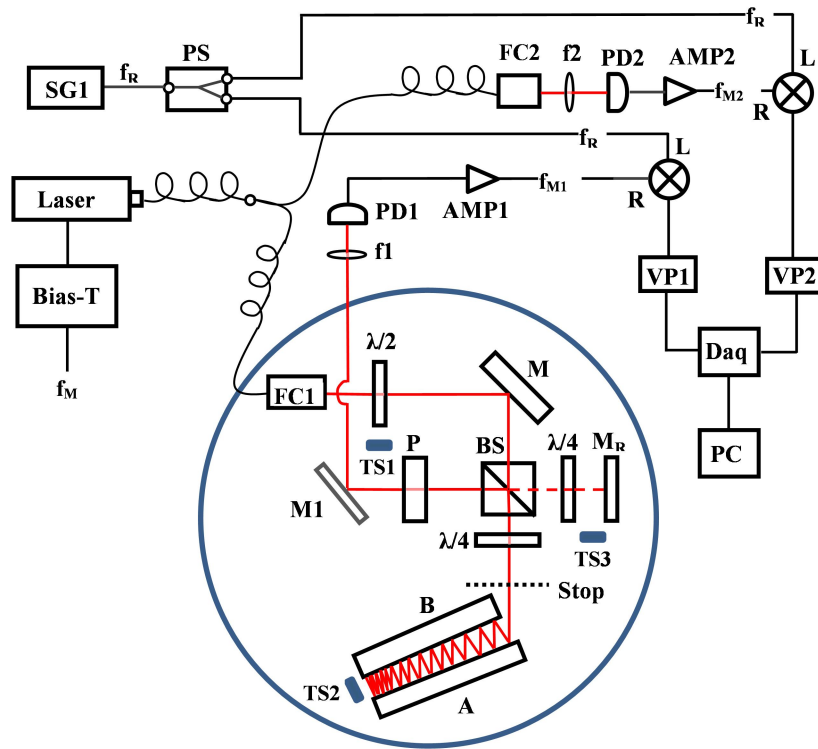 f_R
PS
FC2
f2
PD2
AMP2
L
SG1
f_R
f_M2
R
f_R
L
Laser
PD1
AMP1
f_M1
R
f1
VP1
VP2
Bias-T
λ/2
M
Daq
f_M
FC1
P
BS
λ/4
M_R
PC
TS1
M1
λ/4
TS3
Stop
B
TS2
A